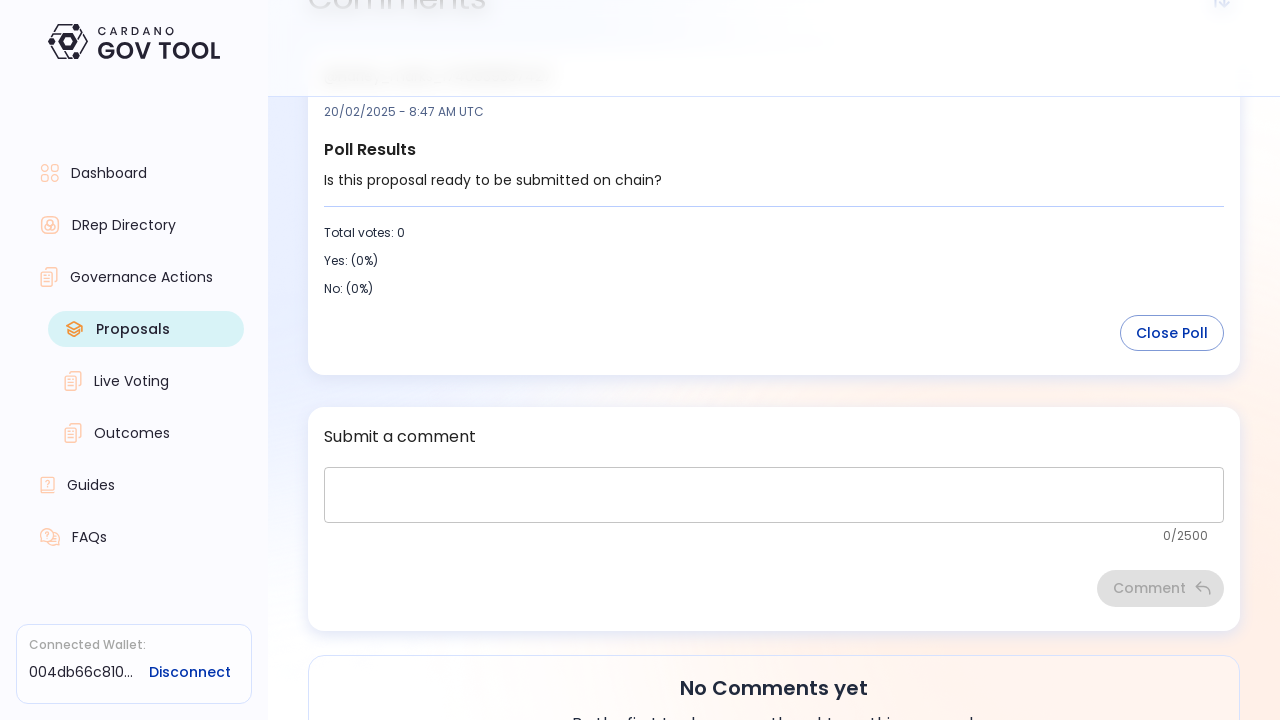 CARDANO
GOV TOOL
Dashboard
DRep Directory
Governance Actions
Proposals
Live Voting
Outcomes
Guides
FAQs
Connected Wallet:
004db66c810...
Disconnect
Comments
20/02/2025 - 8:47 AM UTC
Poll Results
Is this proposal ready to be submitted on chain?
Total votes: 0
Yes: (0%)
No: (0%)
Close Poll
Submit a comment
0/2500
Comment
No Comments yet